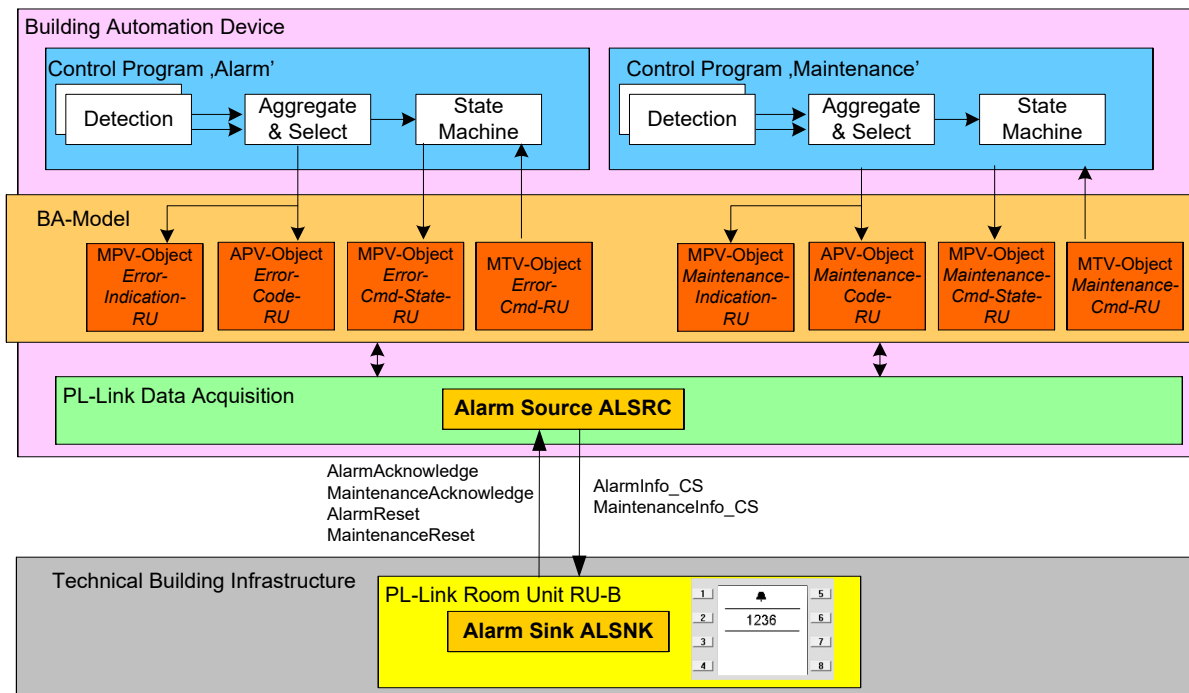 Building Automation Device
Control Program ‚Alarm’
Detection
Aggregate
& Select
State
Machine
Control Program ‚Maintenance’
Detection
Aggregate
& Select
State
Machine
BA-Model
MPV-Object
Error-
Indication-
RU
APV-Object
Error-
Code-
RU
MPV-Object
Error-
Cmd-State-
RU
MTV-Object
Error-
Cmd-RU
MPV-Object
Maintenance-
Indication-
RU
APV-Object
Maintenance-
Code-
RU
MPV-Object
Maintenance-
Cmd-State-
RU
MTV-Object
Maintenance-
Cmd-RU
PL-Link Data Acquisition
Alarm Source ALSRC
AlarmAcknowledge
MaintenanceAcknowledge
AlarmReset
MaintenanceReset
AlarmInfo_CS
MaintenanceInfo_CS
Technical Building Infrastructure
PL-Link Room Unit RU-B
Alarm Sink ALSNK
1
2
3
4
1236
5
6
7
8